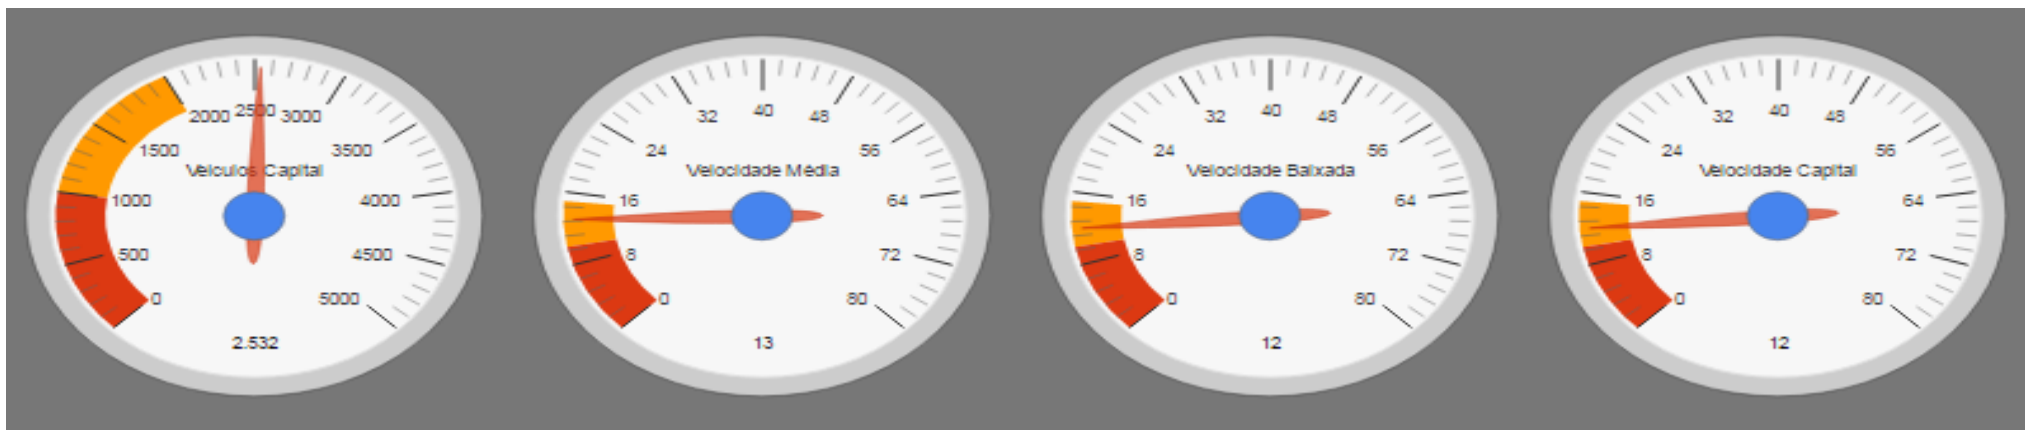 2000 2500 3000
1500 3500
Veiculos Capital
1000 4000
500 4500
0 5000
2.532
32 40 48
24 56
Velocidade Média
16 64
8 72
0 80
13
32 40 48
24 56
Velocidade Baixada
16 64
8 72
0 80
12
32 40 48
24 56
Velocidade Capital
16 64
8 72
0 80
12